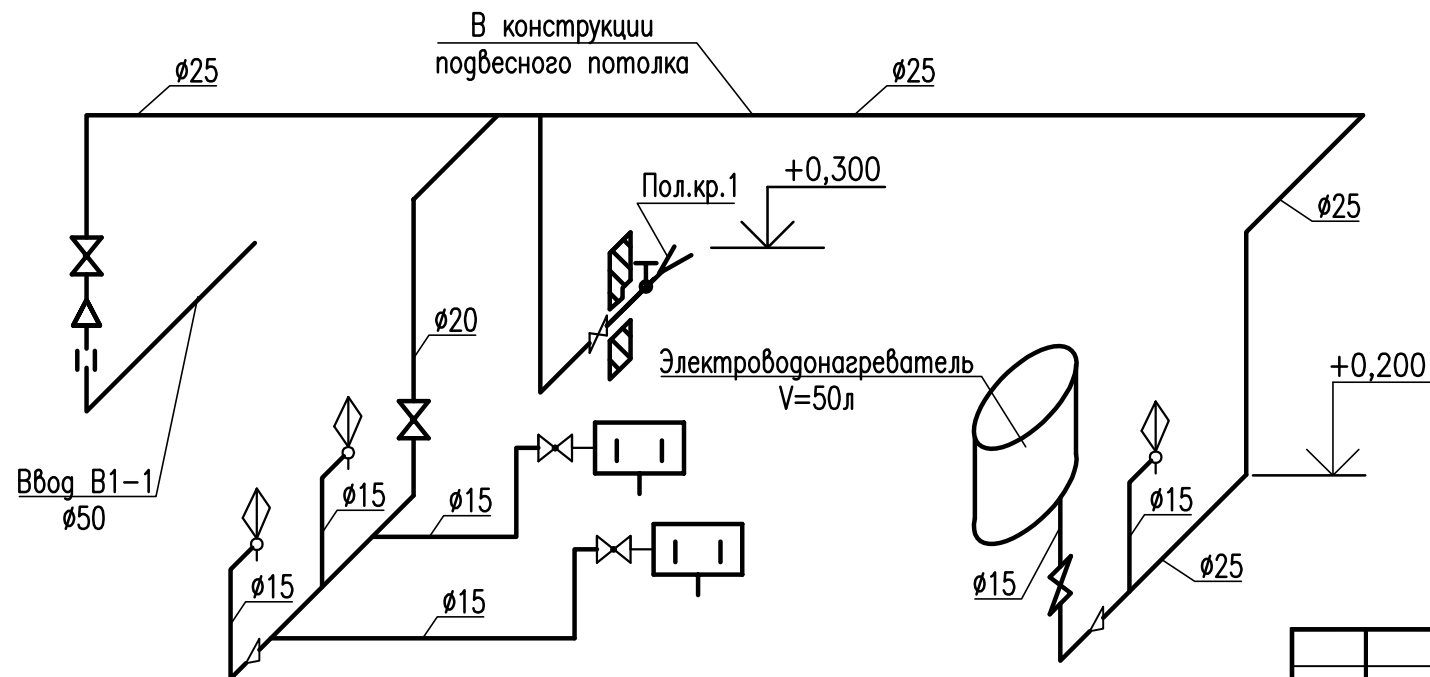 В конструкции
подвесного потолка
ø25
ø25
Пол.кр.1
+0,300
ø25
ø20
Электроводонагреватель
V=50л
+0,200
Ввод В1-1
ø50
ø15
ø15
ø15
ø15
ø15
ø15
ø25